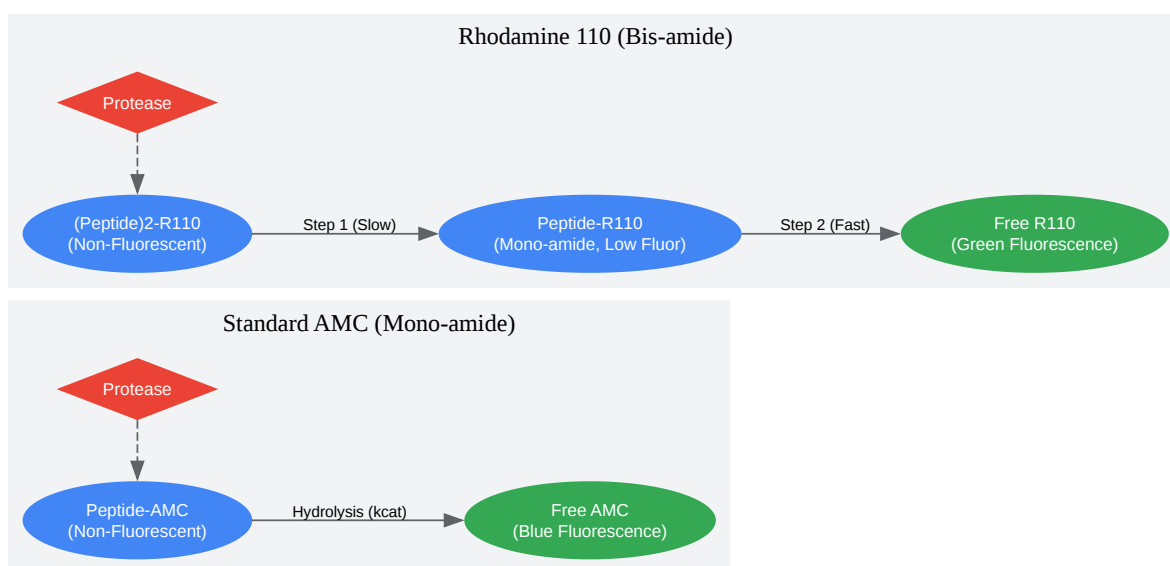 Rhodamine 110 (Bis-amide)
Protease
(Peptide)2-R110
(Non-Fluorescent)
Step 1 (Slow)
Peptide-R110
(Mono-amide, Low Fluor)
Step 2 (Fast)
Free R110
(Green Fluorescence)
Standard AMC (Mono-amide)
Protease
Peptide-AMC
(Non-Fluorescent)
Hydrolysis (kcat)
Free AMC
(Blue Fluorescence)